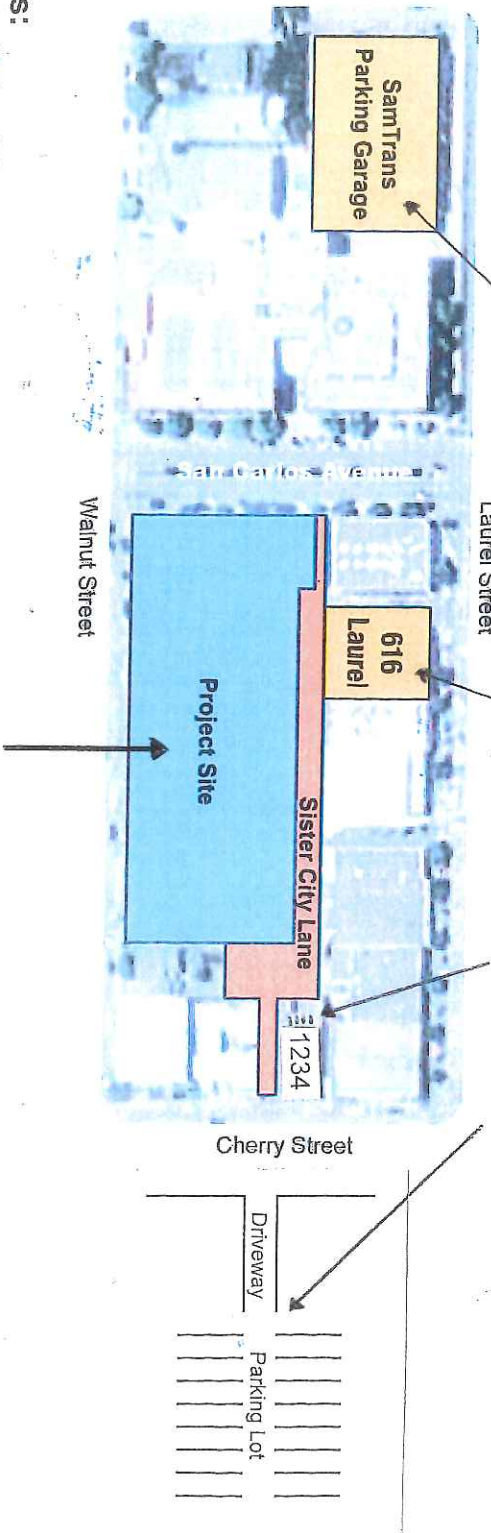 s:
SamTrans
Parking Garage
San Carlos Avenue
Laurel Street
Walnut Street
616
Laurel
Project Site
Sister City Lane
1234
Cherry Street
Driveway
Parking Lot